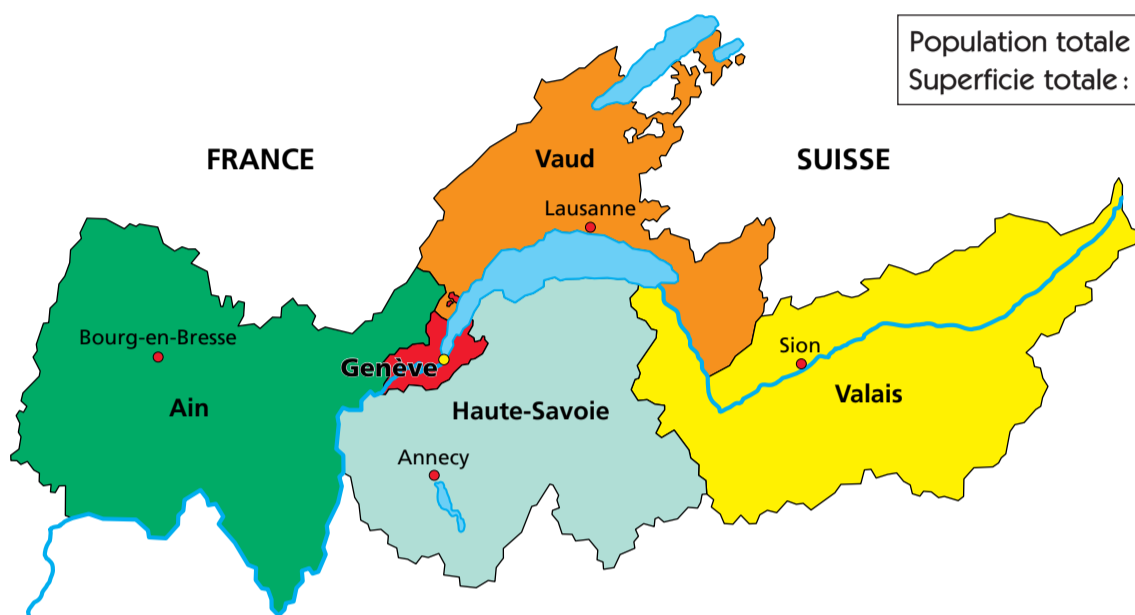 Population totale
Superficie totale :
FRANCE
Vaud
SUISSE
Lausanne
Bourg-en-Bresse
Genève
Sion
Ain
Haute-Savoie
Valais
Annecy